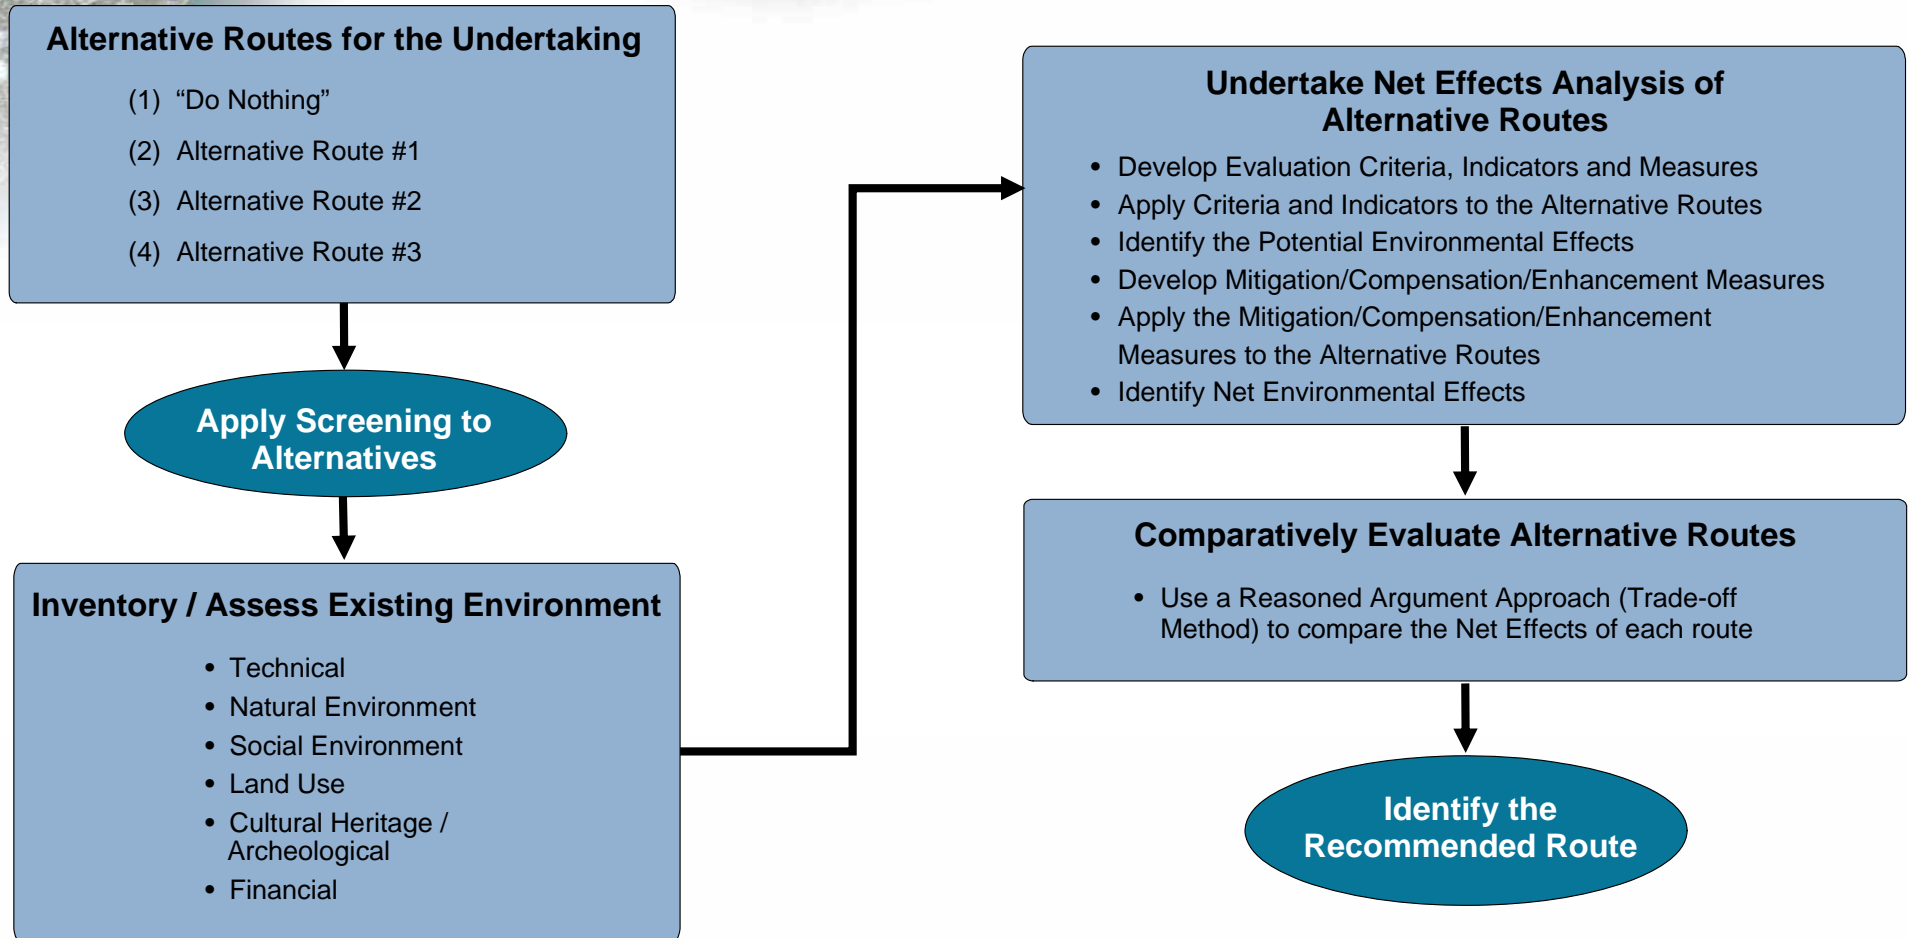 Alternative Routes for the Undertaking
(1) “Do Nothing”
(2) Alternative Route #1
(3) Alternative Route #2
(4) Alternative Route #3
Apply Screening to
Alternatives
Inventory / Assess Existing Environment
• Technical
• Natural Environment
• Social Environment
• Land Use
• Cultural Heritage /
Archeological
• Financial
Undertake Net Effects Analysis of
Alternative Routes
• Develop Evaluation Criteria, Indicators and Measures
• Apply Criteria and Indicators to the Alternative Routes
• Identify the Potential Environmental Effects
• Develop Mitigation/Compensation/Enhancement Measures
• Apply the Mitigation/Compensation/Enhancement
Measures to the Alternative Routes
• Identify Net Environmental Effects
Comparatively Evaluate Alternative Routes
• Use a Reasoned Argument Approach (Trade-off
Method) to compare the Net Effects of each route
Identify the
Recommended Route